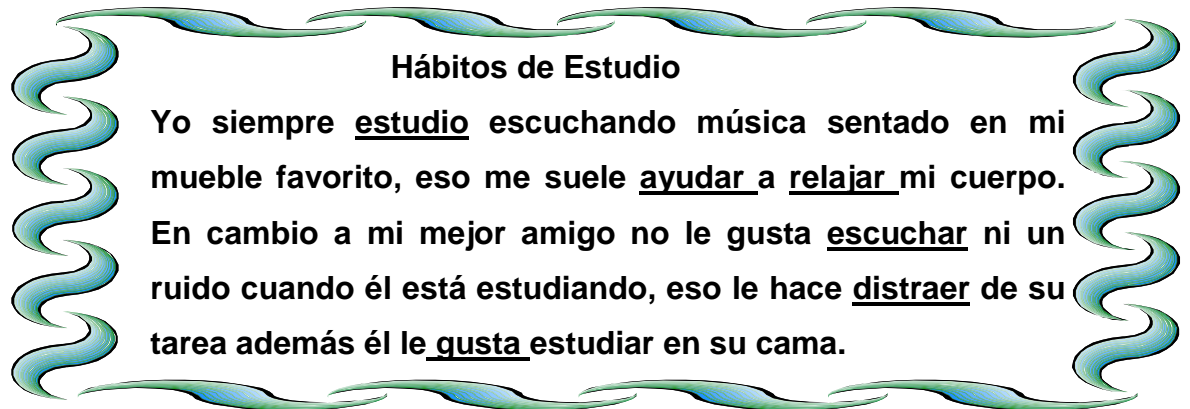 Hábitos de Estudio
Yo siempre estudio escuchando música sentado en mi
mueble favorito, eso me suele ayudar a relajar mi cuerpo.
En cambio a mi mejor amigo no le gusta escuchar ni un
ruido cuando él está estudiando, eso le hace distraer de su
tarea además él le gusta estudiar en su cama.